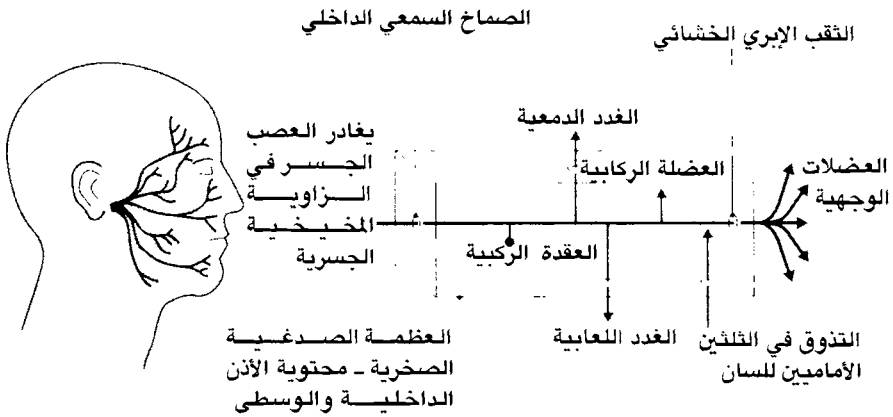 الصماخ السمعي الداخلي
الثقب الإبري الخشائي
يغادر العصب
الجسر في
الزاوية
المخيخية
الجسرية
الغدد الدمعية
العضلة الركابية
العضلات
الوجهية
العقدة الركبية
العظمة الصدغية
الصخرية ـ محتوية الأذن
الداخلية والوسطى
الغدد اللعابية
التذوق في الثلثين
الأماميين للسان